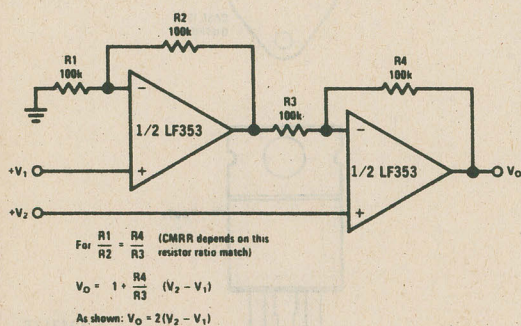 R2
100k
R4
100k
R1
100k
R3
100k
−
1/2 LF353
+
−
1/2 LF353
+
+V1
+V2
VO
For R1/R2 = R4/R3 (CMRR depends on this
resistor ratio match)
VO = 1 + R4/R3 (V2 − V1)
As shown: VO = 2(V2 − V1)